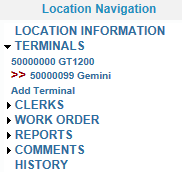 Location Navigation
LOCATION INFORMATION
TERMINALS
50000000 GT1200
>> 50000099 Gemini
Add Terminal
CLERKS
WORK ORDER
REPORTS
COMMENTS
HISTORY